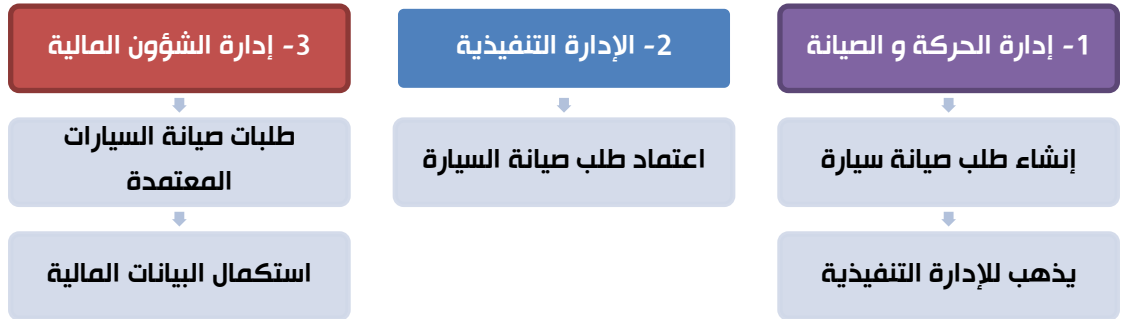 1- إدارة الحركة و الصيانة
إنشاء طلب صيانة سيارة
يذهب للإدارة التنفيذية
2- الإدارة التنفيذية
اعتماد طلب صيانة السيارة
3- إدارة الشؤون المالية
طلبات صيانة السيارات
المعتمدة
استكمال البيانات المالية